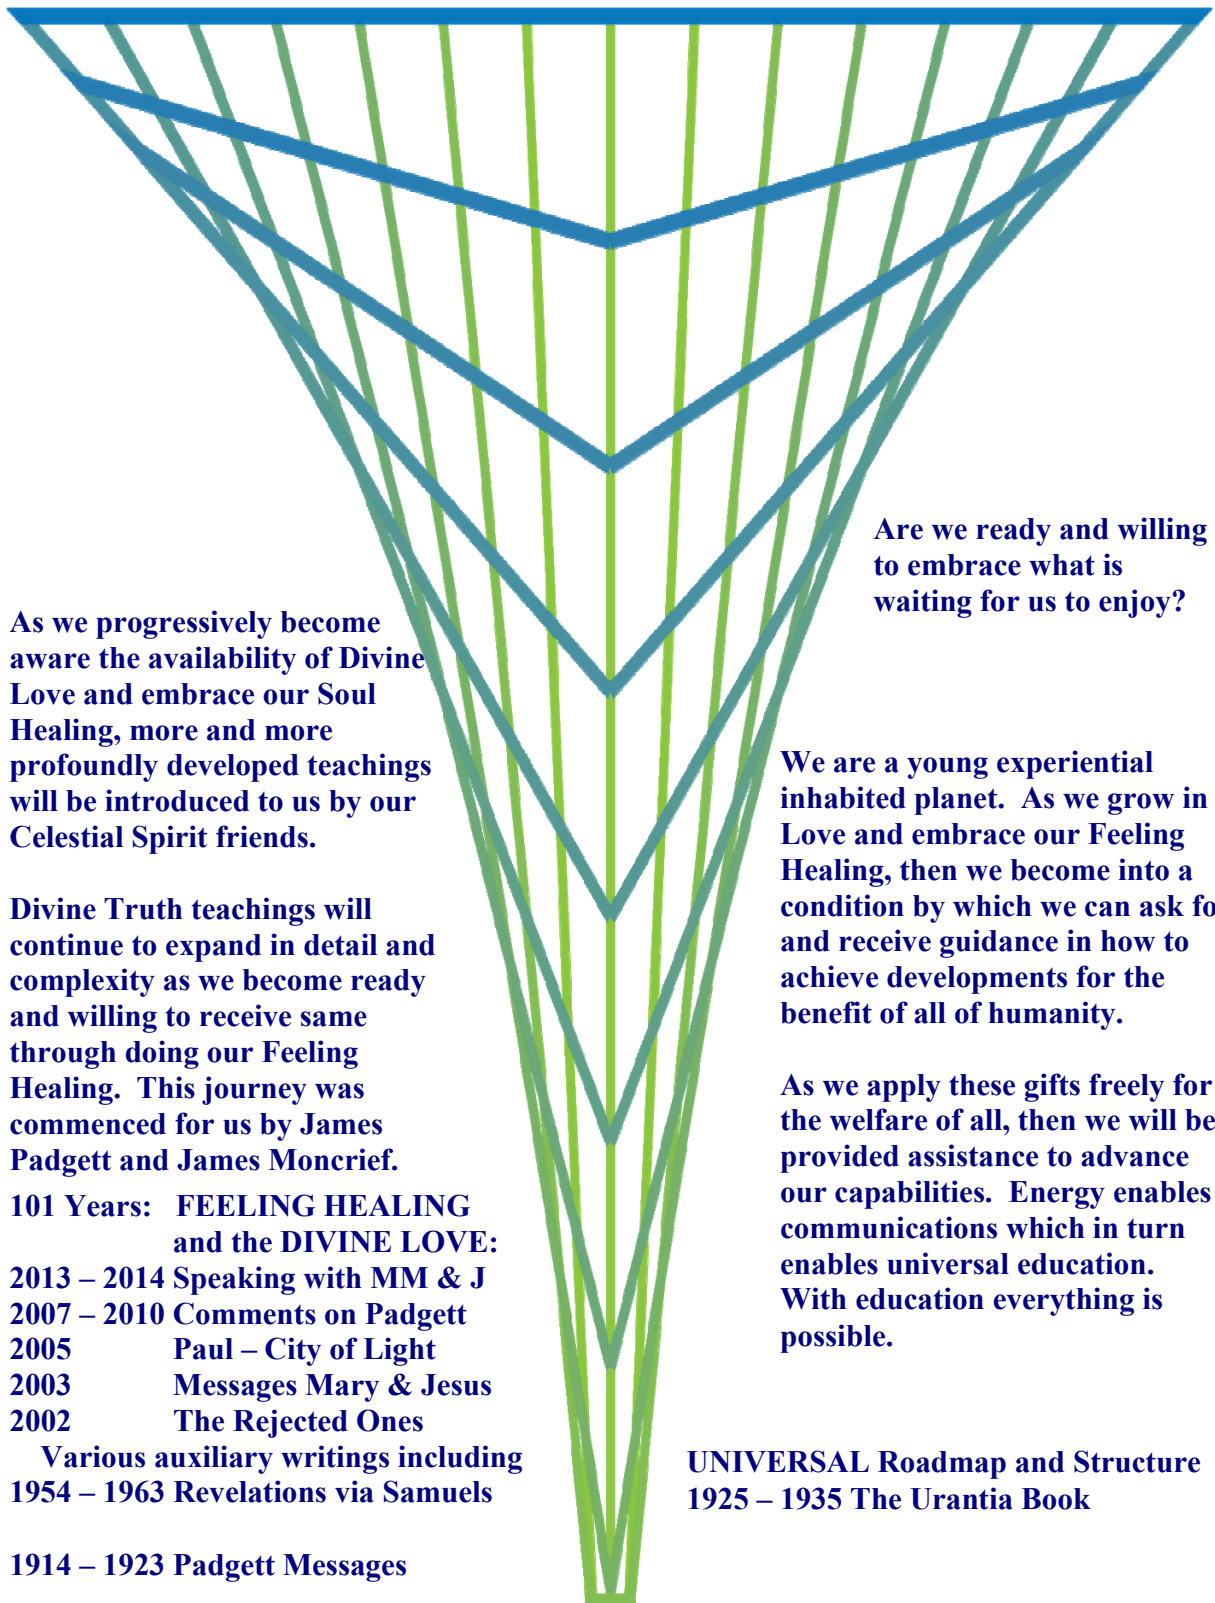 Are we ready and willing
to embrace what is
waiting for us to enjoy?
As we progressively become
aware the availability of Divine
Love and embrace our Soul
Healing, more and more
profoundly developed teachings
will be introduced to us by our
Celestial Spirit friends.
Divine Truth teachings will
continue to expand in detail and
complexity as we become ready
and willing to receive same
through doing our Feeling
Healing. This journey was
commenced for us by James
Padgett and James Moncrief.
101 Years: FEELING HEALING
and the DIVINE LOVE:
2013 – 2014 Speaking with MM & J
2007 – 2010 Comments on Padgett
2005 Paul – City of Light
2003 Messages Mary & Jesus
2002 The Rejected Ones
Various auxiliary writings including
1954 – 1963 Revelations via Samuels
1914 – 1923 Padgett Messages
We are a young experiential
inhabited planet. As we grow in
Love and embrace our Feeling
Healing, then we become into a
condition by which we can ask fo
and receive guidance in how to
achieve developments for the
benefit of all of humanity.
As we apply these gifts freely for
the welfare of all, then we will be
provided assistance to advance
our capabilities. Energy enables
communications which in turn
enables universal education.
With education everything is
possible.
UNIVERSAL Roadmap and Structure
1925 – 1935 The Urantia Book